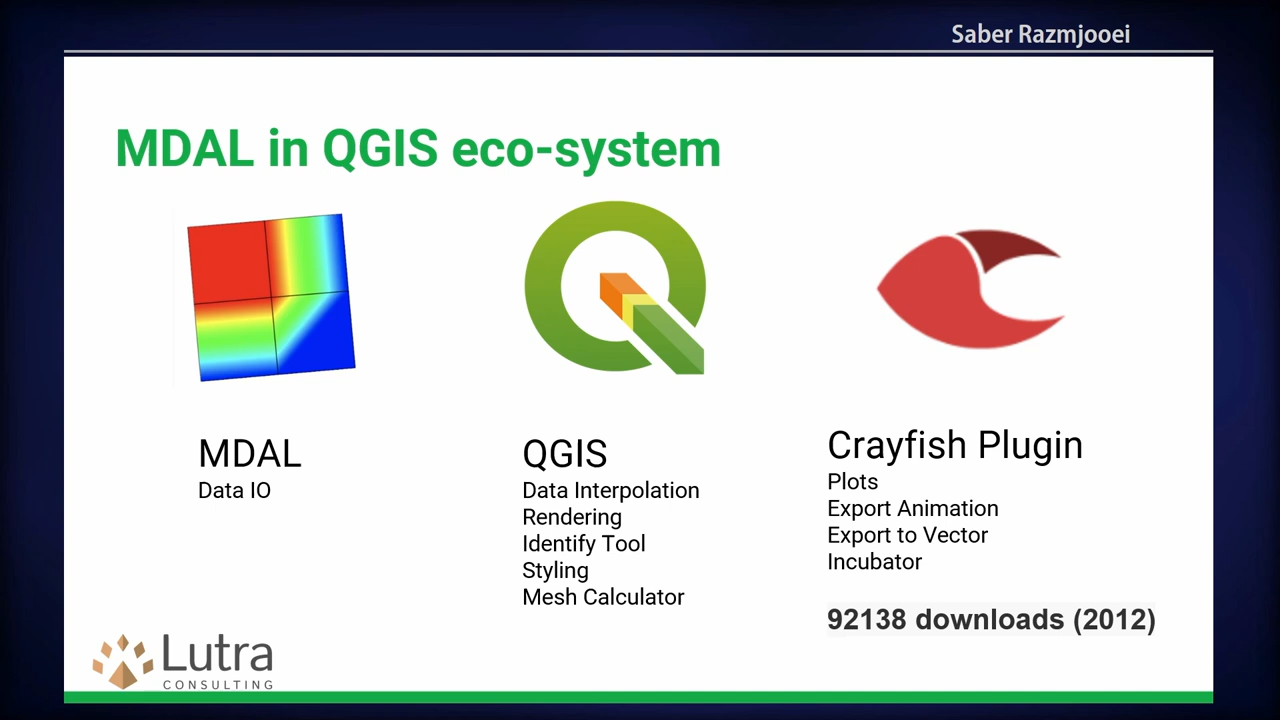 Saber Razmjooei
MDAL in QGIS eco-system
MDAL
Data IO
QGIS
Data Interpolation
Rendering
Identify Tool
Styling
Mesh Calculator
Crayfish Plugin
Plots
Export Animation
Export to Vector
Incubator
92138 downloads (2012)
Lutra
CONSULTING